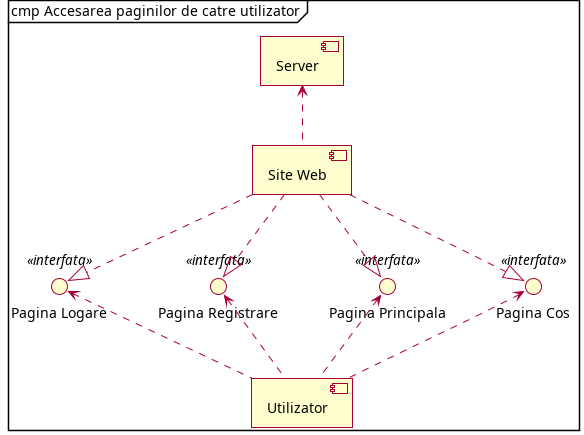 cmp Accesarea paginilor de catre utilizator
Server
Site Web
«interfata» «interfata» «interfata» «interfata»
Pagina Logare Pagina Registrare Pagina Principala Pagina Cos
Utilizator